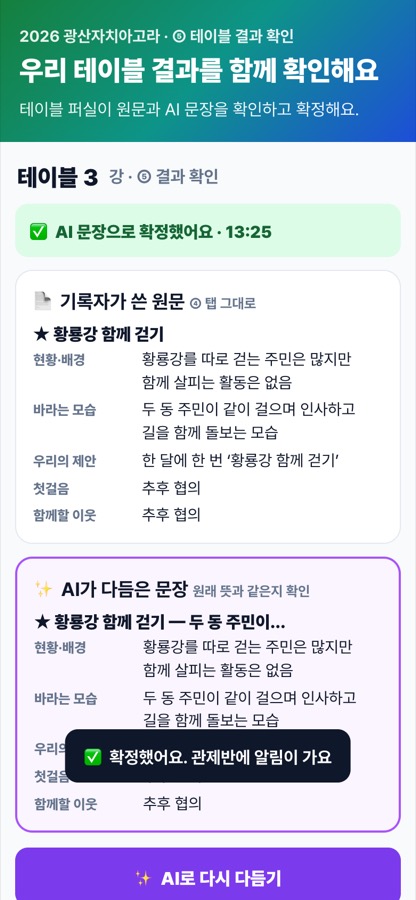 2026 광산자치아고라 · ⑤ 테이블 결과 확인
우리 테이블 결과를 함께 확인해요
테이블 퍼실이 원문과 AI 문장을 확인하고 확정해요.
테이블 3 강 · ⑤ 결과 확인
✅ AI 문장으로 확정했어요 · 13:25
기록자가 쓴 원문 ④ 탭 그대로
★ 황룡강 함께 걷기
현황·배경 황룡강를 따로 걷는 주민은 많지만
함께 살피는 활동은 없음
바라는 모습 두 동 주민이 같이 걸으며 인사하고
길을 함께 돌보는 모습
우리의 제안 한 달에 한 번 ‘황룡강 함께 걷기’
첫걸음 추후 협의
함께할 이웃 추후 협의
✨ AI가 다듬은 문장 원래 뜻과 같은지 확인
★ 황룡강 함께 걷기 — 두 동 주민이…
현황·배경 황룡강를 따로 걷는 주민은 많지만
함께 살피는 활동은 없음
바라는 모습 두 동 주민이 같이 걸으며 인사하고
길을 함께 돌보는 모습
✅ 확정했어요. 관제반에 알림이 가요
첫걸음
함께할 이웃 추후 협의
✨ AI로 다시 다듬기